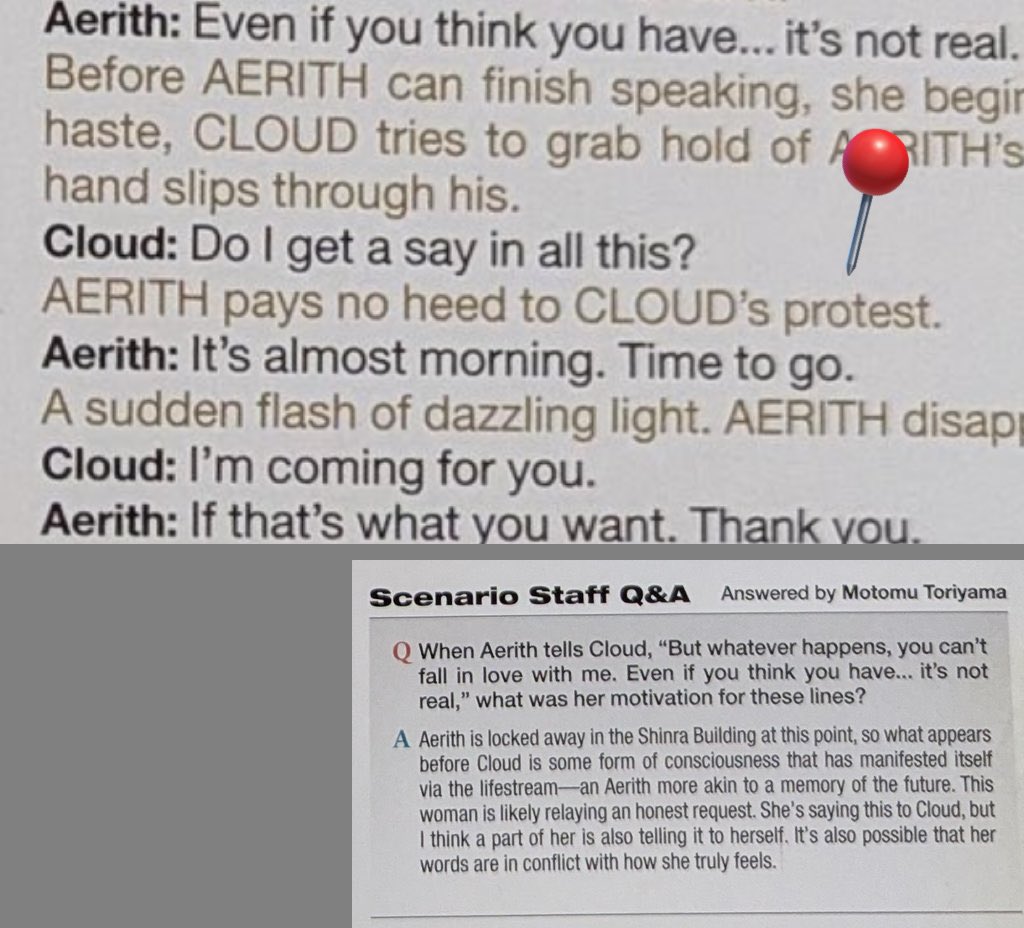 Aerith: Even if you think you have... it's not real.
Before AERITH can finish speaking, she
haste, CLOUD tries to grab hold of
hand slips through his.
Cloud: Do I get a say in all this?
AERITH pays no heed to CLOUD's protest.
Aerith: It's almost morning. Time to go.
A sudden flash of dazzling light. AERITH
Cloud: I'm coming for you.
Aerith: If that's what you want. Thank you.
Scenario Staff Q&A Answered by Motomu Toriyama
Q When Aerith tells Cloud, “But whatever happens, you can't
fall in love with me. Even if you think you have... it's not
real,” what was her motivation for these lines?
A Aerith is locked away in the Shinra Building at this point, so what appears
before Cloud is some form of consciousness that has manifested itself
via the lifestream—an Aerith more akin to a memory of the future. This
woman is likely relaying an honest request. She's saying this to Cloud, but
I think a part of her is also telling it to herself. It's also possible that her
words are in conflict with how she truly feels.